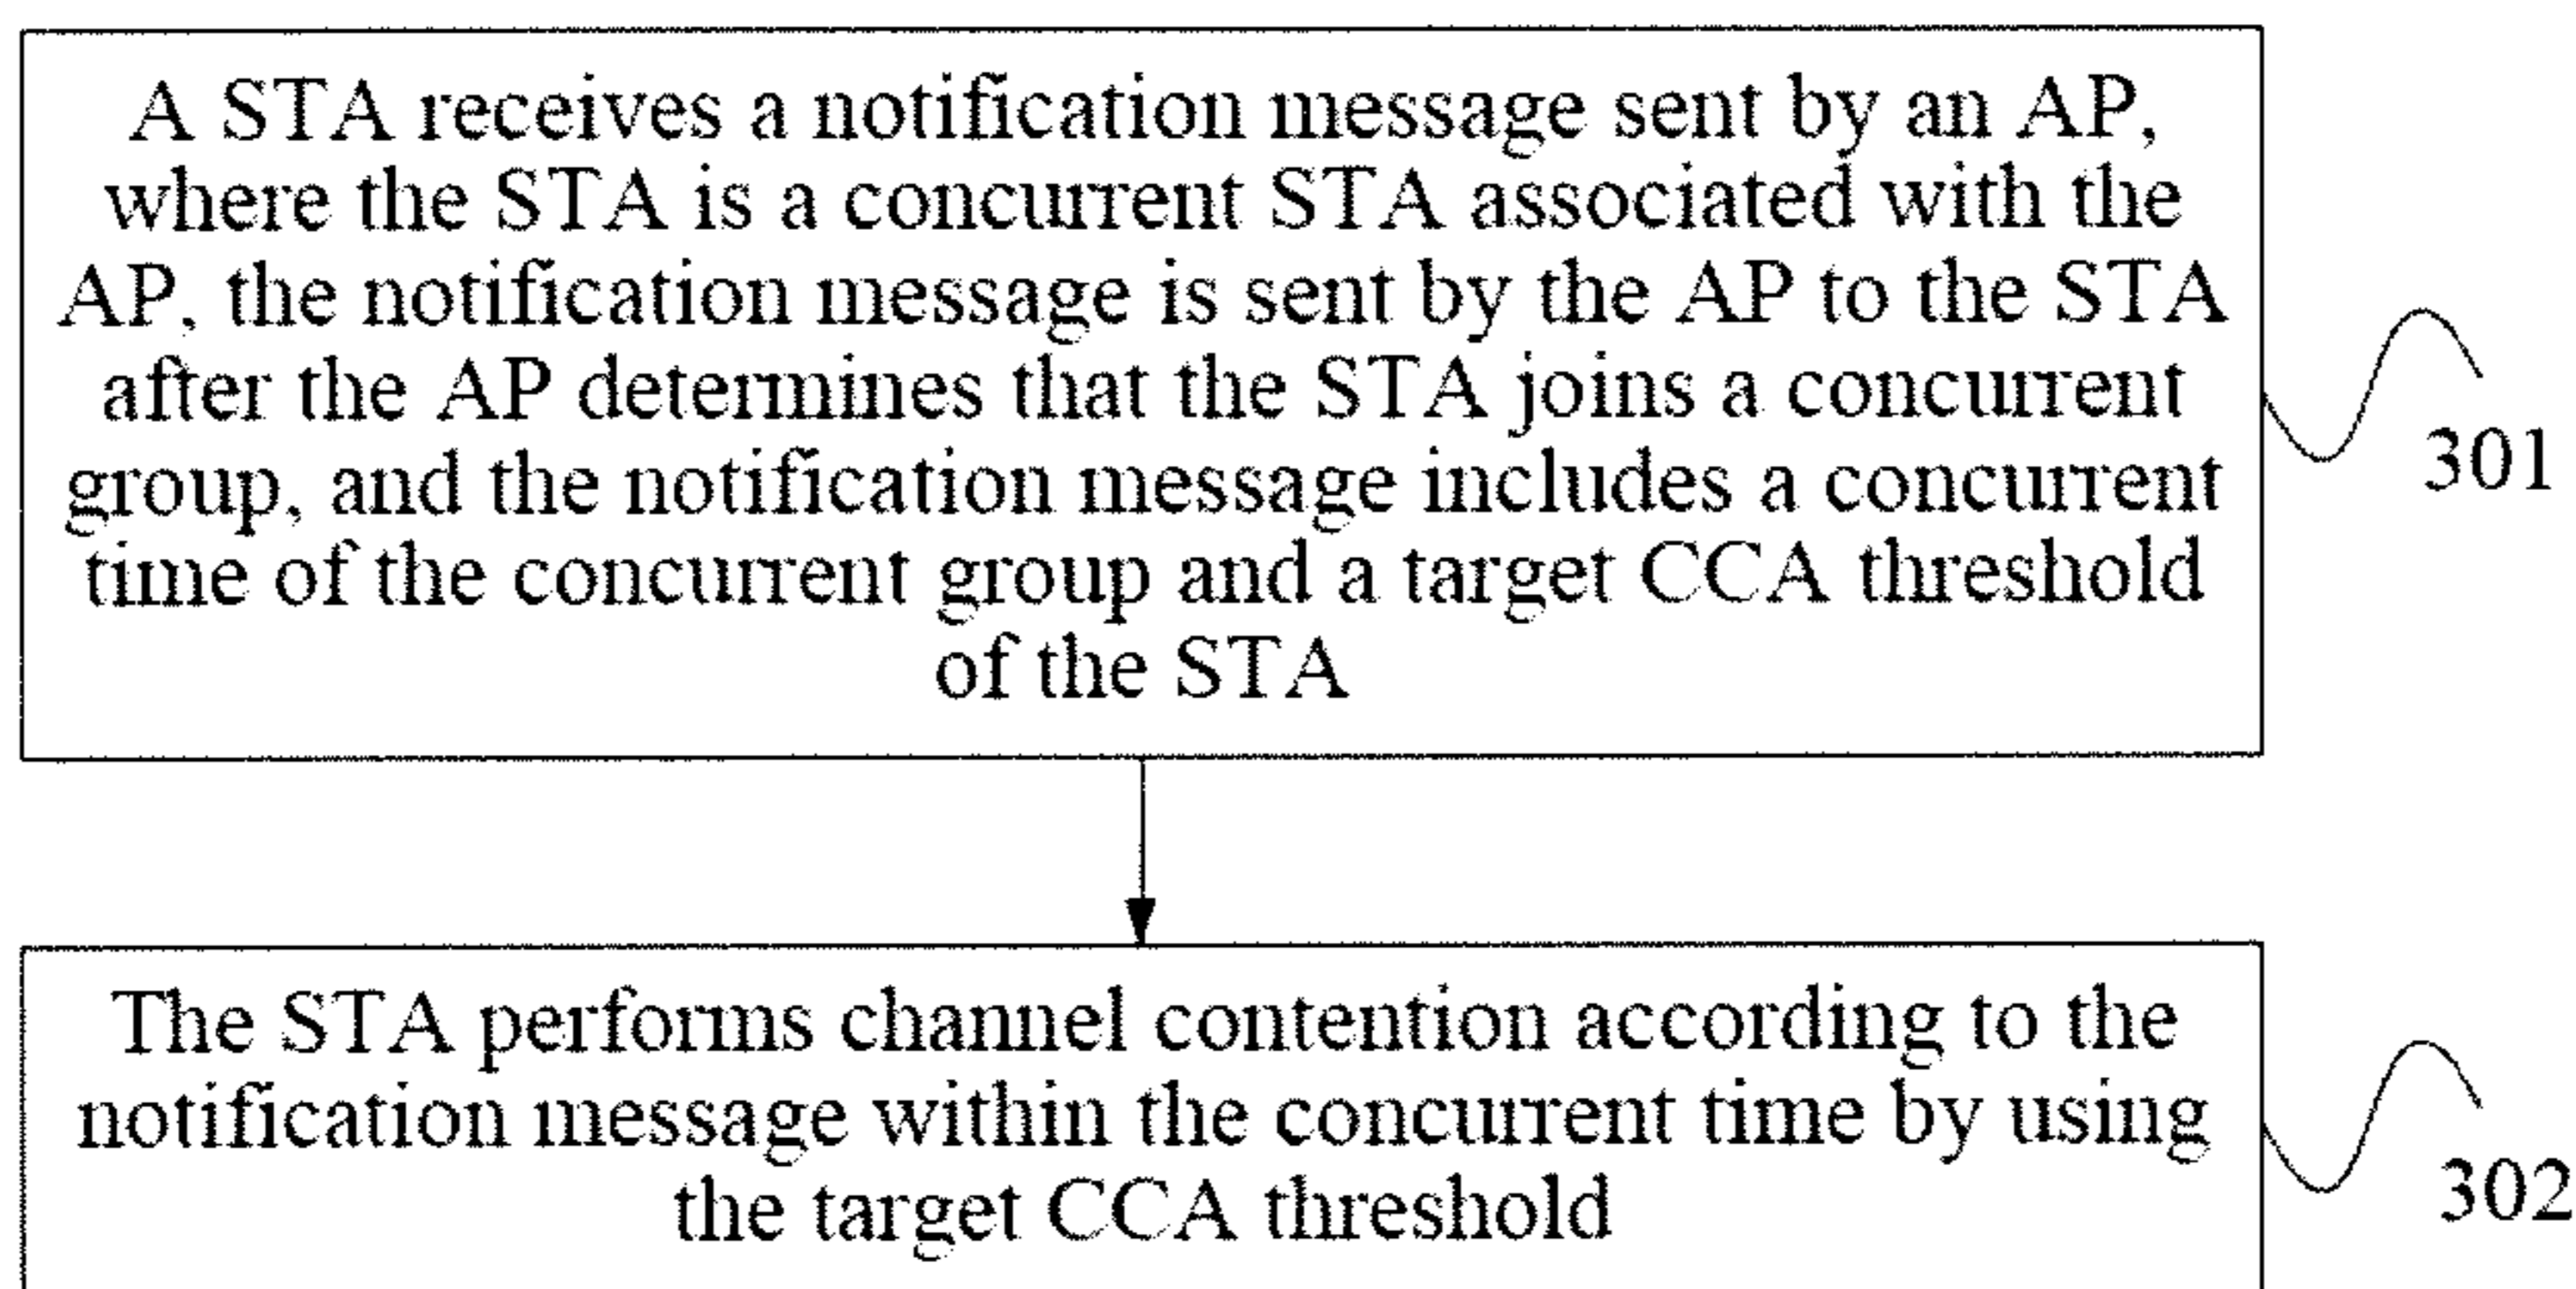 A STA receives a notification message sent by an AP,
where the STA is a concurrent STA associated with the
AP, the notification message is sent by the AP to the STA
after the AP determines that the STA joins a concurrent
group, and the notification message includes a concurrent
time of the concurrent group and a target CCA threshold
of the STA
301
The STA performs channel contention according to the
notification message within the concurrent time by using
the target CCA threshold
302